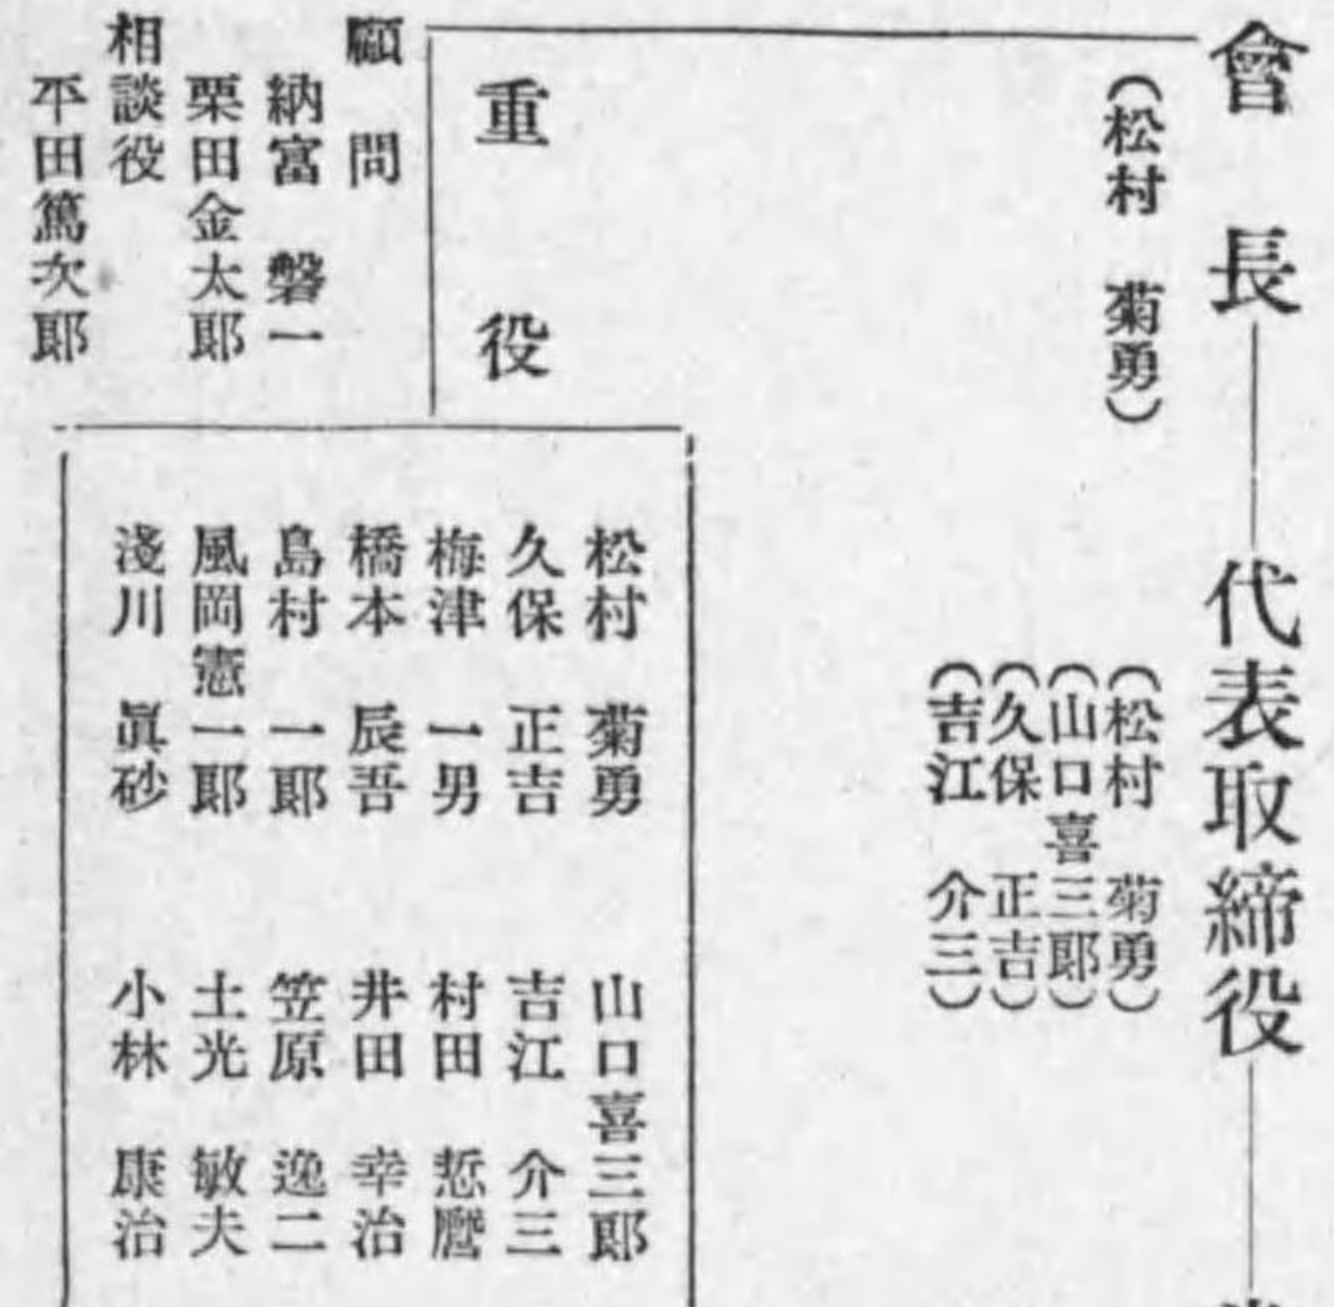 會長
(松村 菊勇)
代表取締役
(松村 菊勇)
(山口喜三郎)
(久保 正吉)
(吉江 介三)
重役
松村 菊勇
久保 正吉
梅津 一男
橋本 辰吾
島村 一郎
風岡憲一郎
淺川 眞砂
山口喜三郎
吉江 介三
村田 悊麿
井田 幸治
笠原 逸二
土光 敏夫
小林 康治
顧問
納富 磐一
栗田金太郎
相談役
平田篤次郎